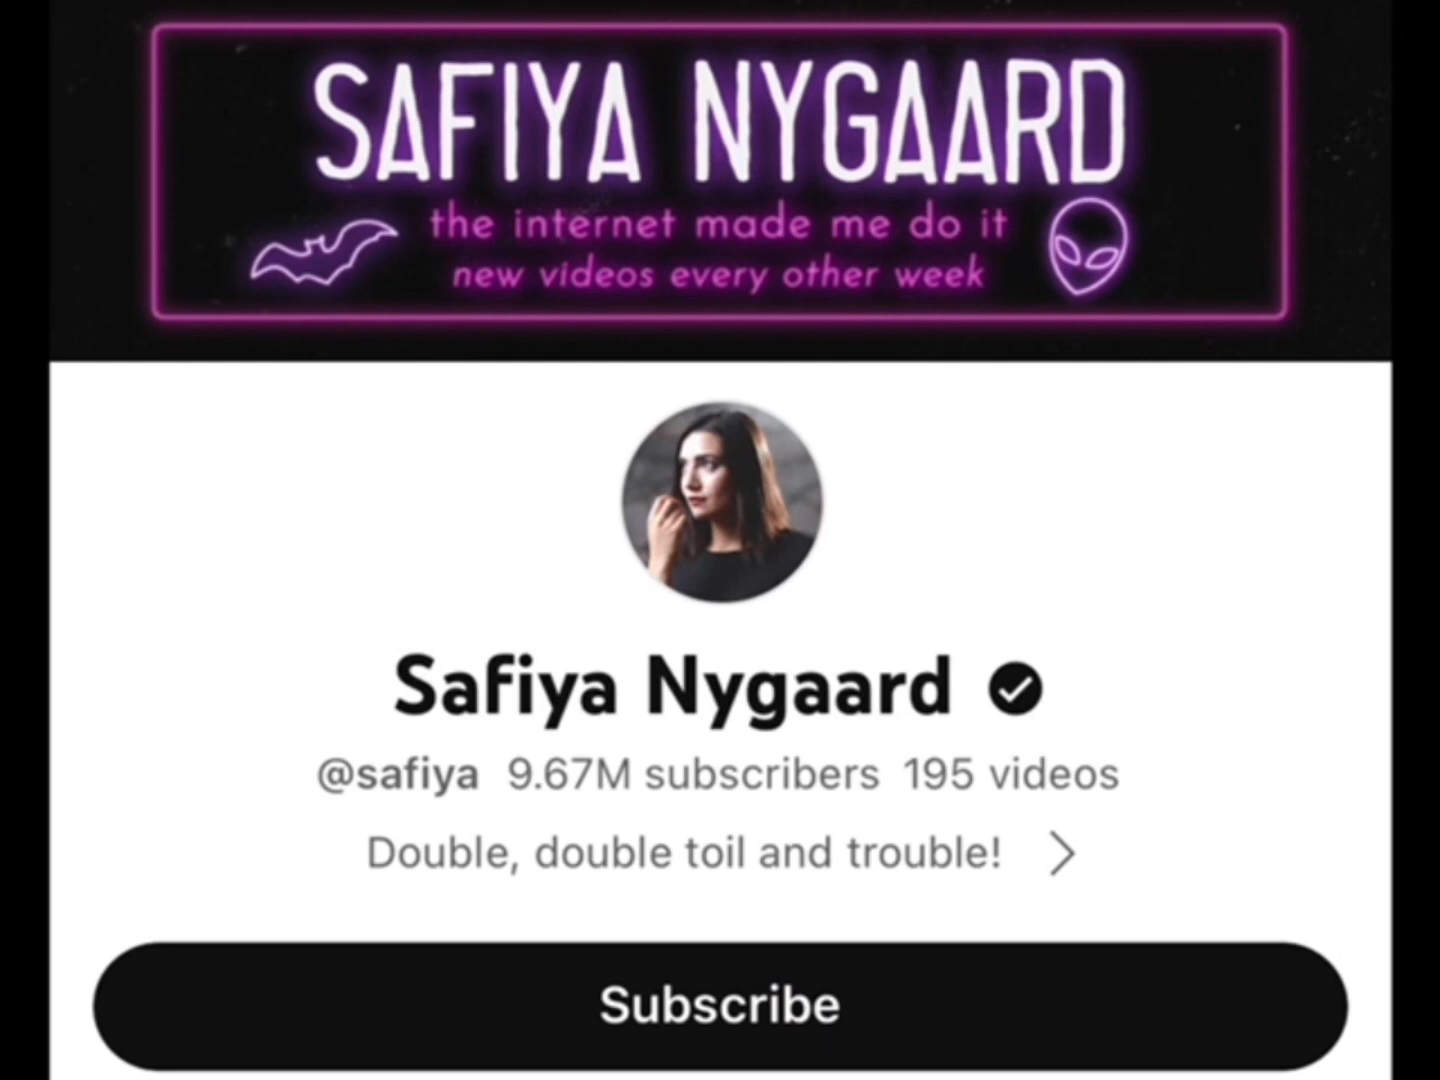 SAFIYA NYGAARD
the internet made me do it
new videos every other week
Safiya Nygaard
@safiya 9.67M subscribers 195 videos
Double, double toil and trouble!
Subscribe